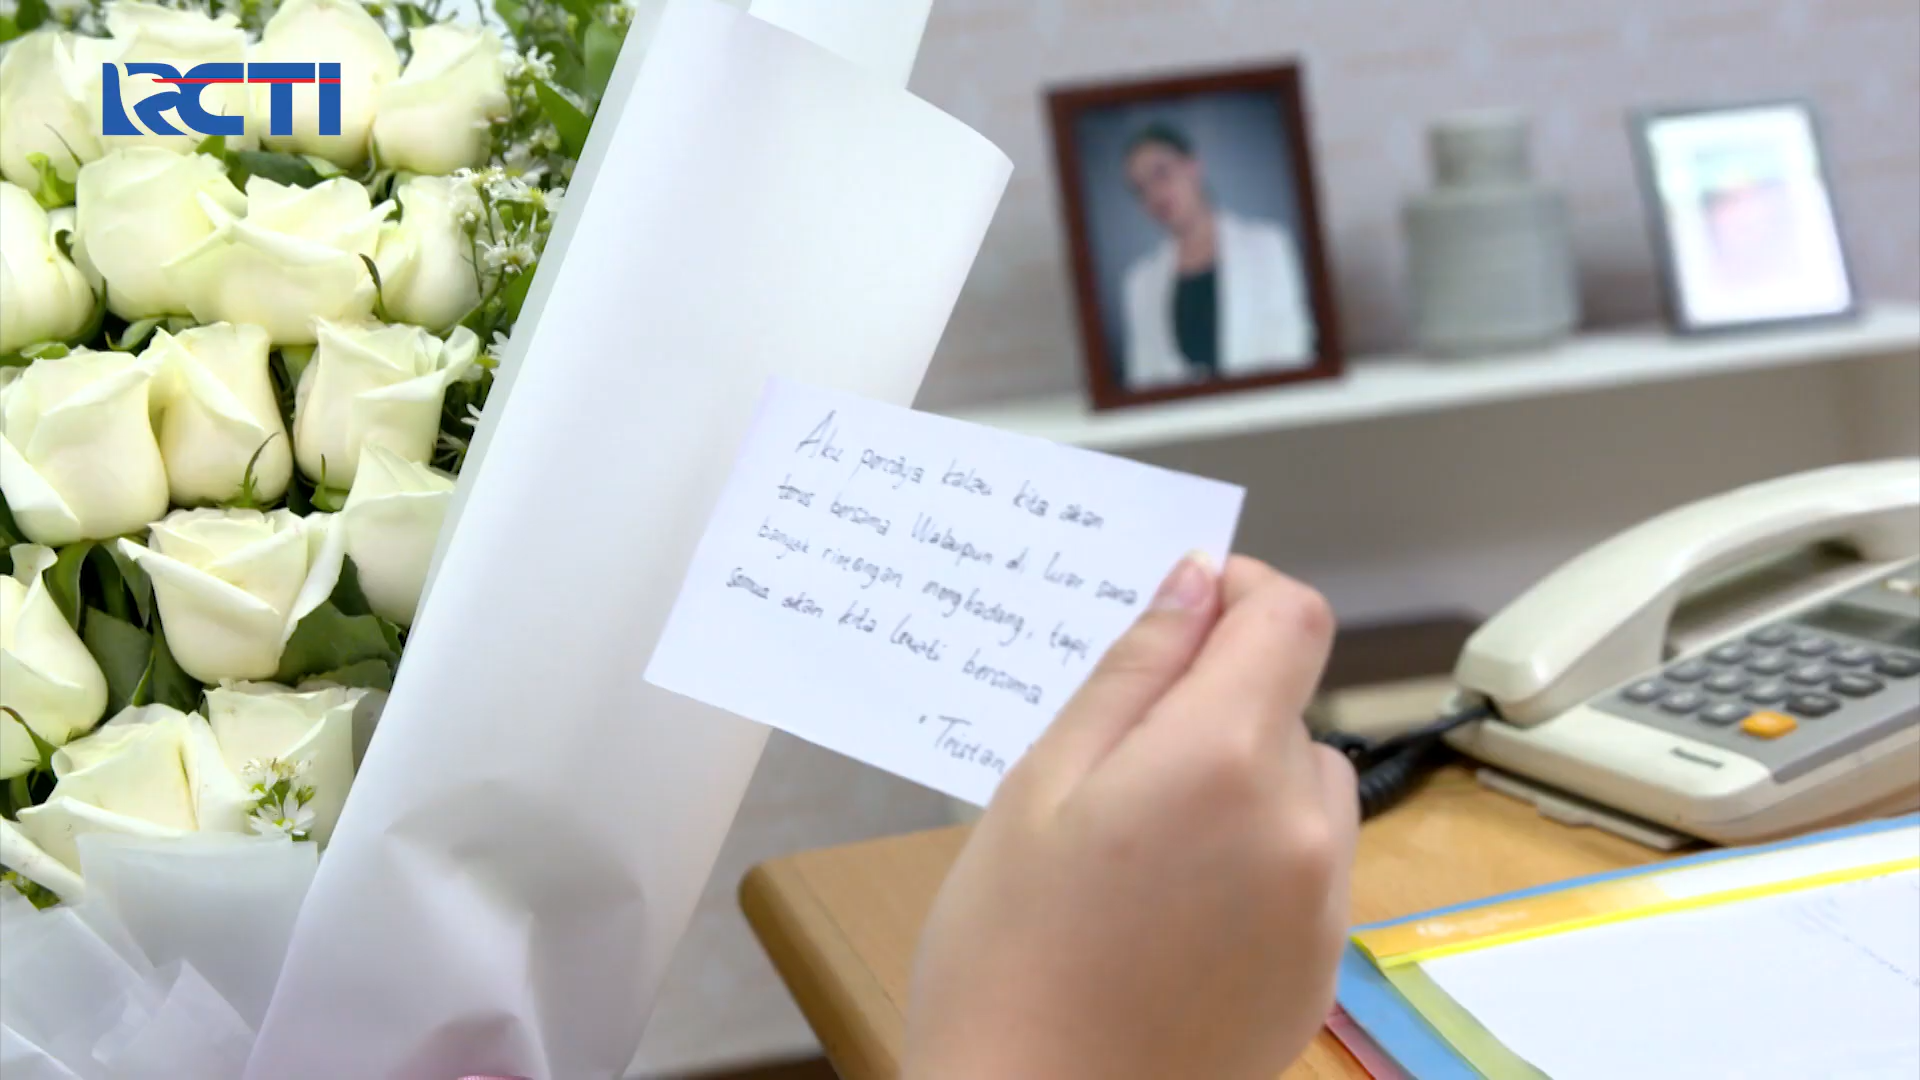 RCTI
Aku percaya kalau kita akan
terus bersama Walaupun di luar sana
banyak rintangan menghadang, tapi
semua akan kita lewati bersama
Tristan